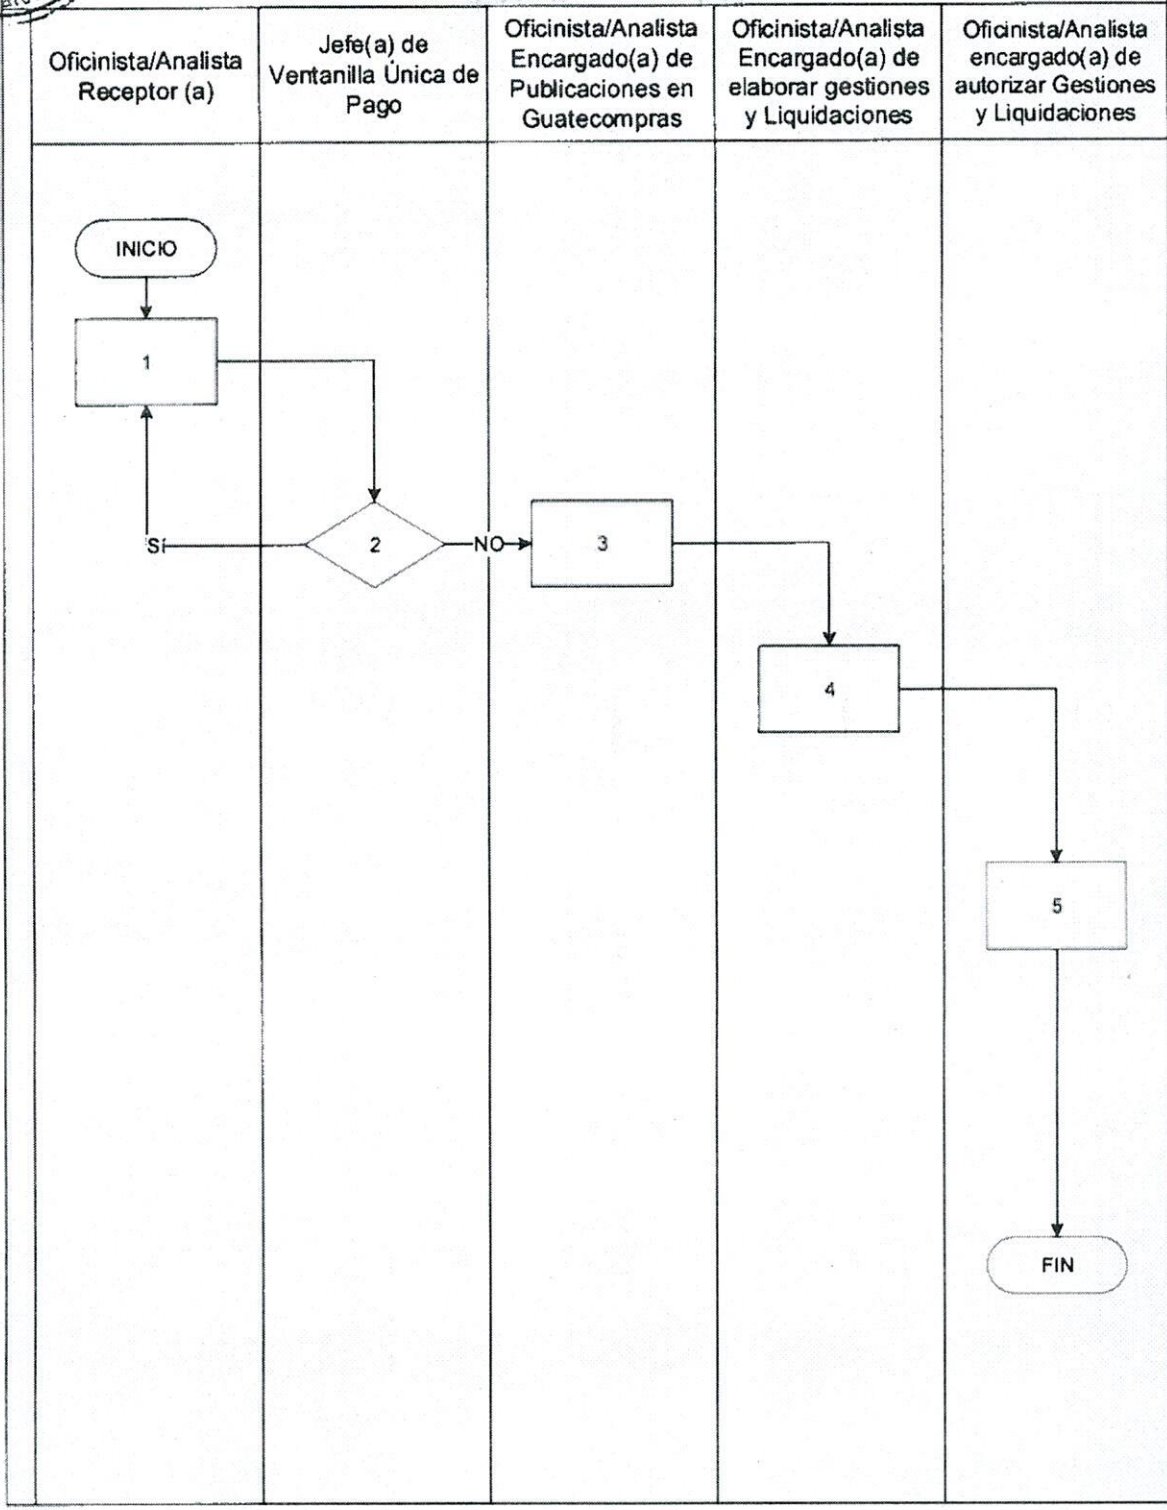 Oficinista/Analista
Receptor (a)
Jefe(a) de
Ventanilla Única de
Pago
Oficinista/Analista
Encargado(a) de
Publicaciones en
Guatecompras
Oficinista/Analista
Encargado(a) de
elaborar gestiones
y Liquidaciones
Oficinista/Analista
encargado(a) de
autorizar Gestiones
y Liquidaciones
INICIO
1
Sí
2
NO
3
4
5
FIN